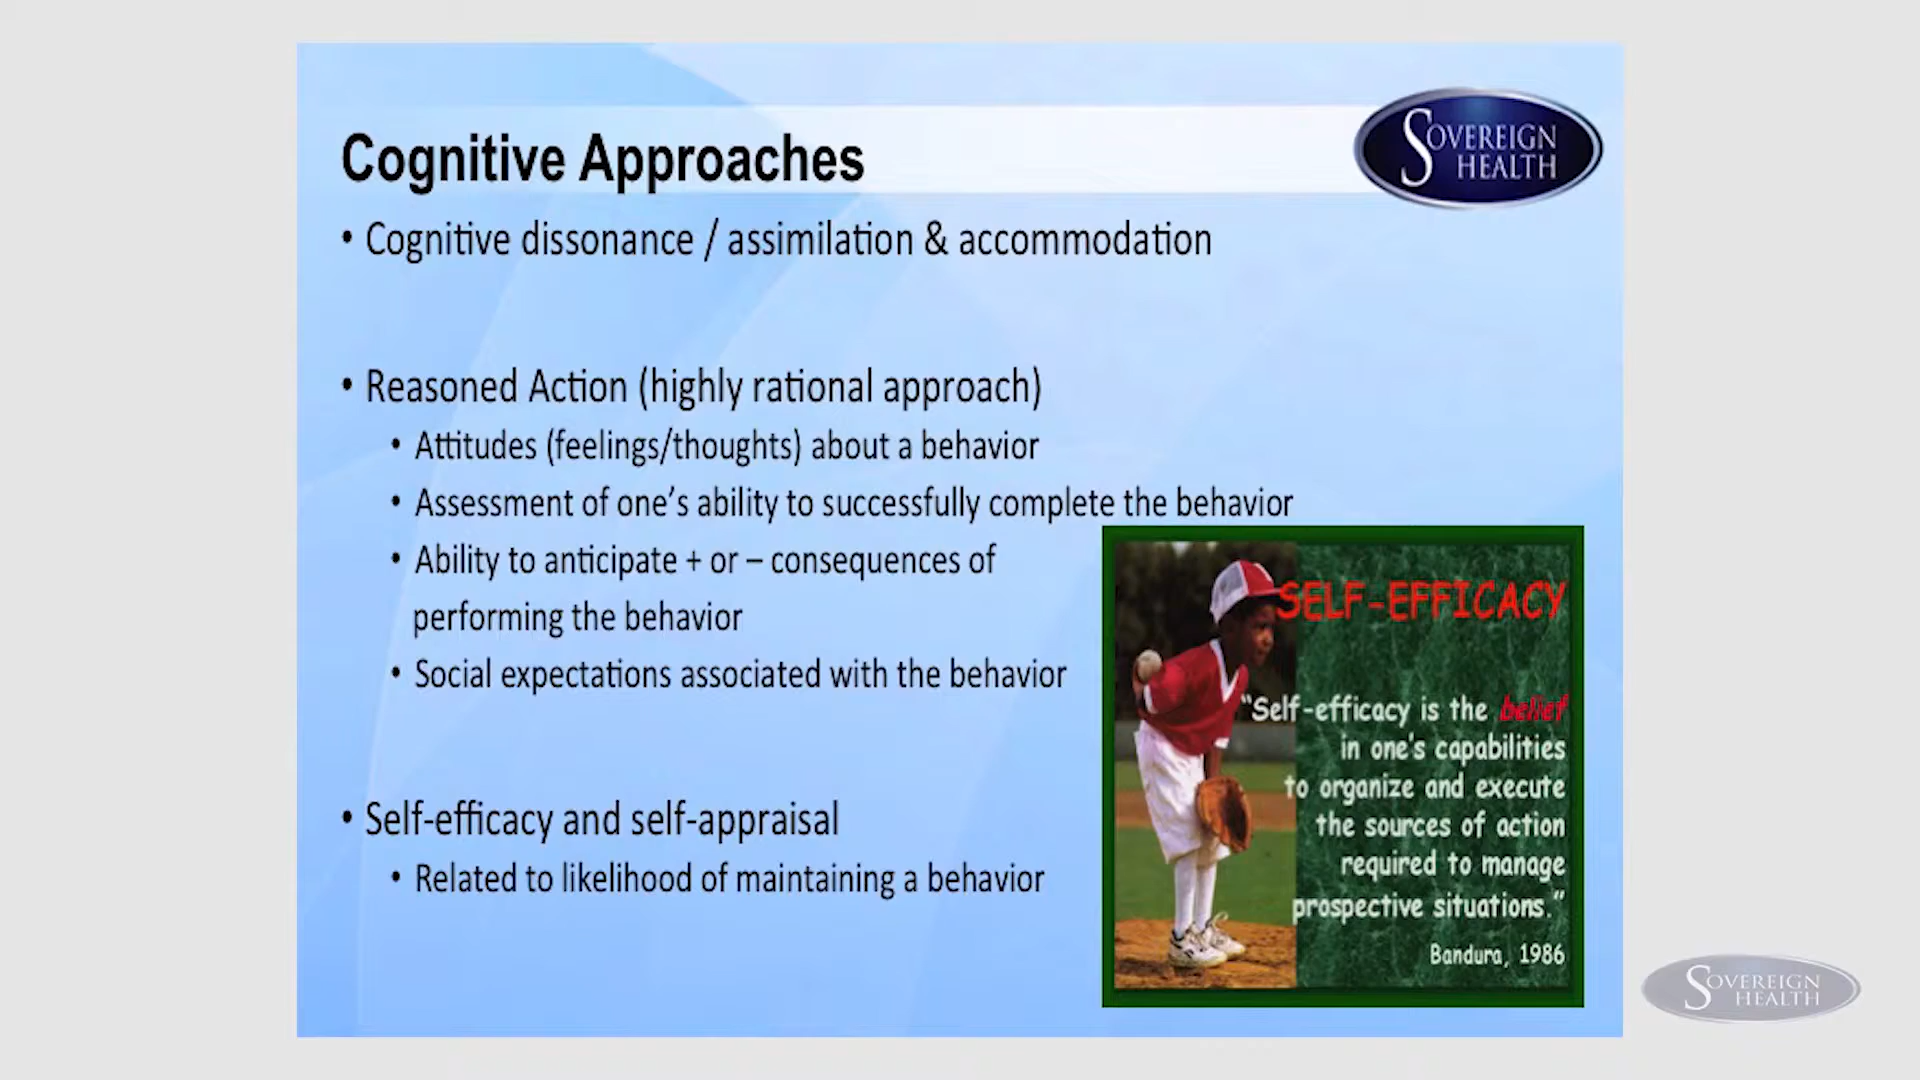 Cognitive Approaches
SOVEREIGN
HEALTH
• Cognitive dissonance / assimilation & accommodation
• Reasoned Action (highly rational approach)
• Attitudes (feelings/thoughts) about a behavior
• Assessment of one’s ability to successfully complete the behavior
• Ability to anticipate + or – consequences of
performing the behavior
• Social expectations associated with the behavior
• Self-efficacy and self-appraisal
• Related to likelihood of maintaining a behavior
SELF-EFFICACY
“Self-efficacy is the belief
in one’s capabilities
to organize and execute
the sources of action
required to manage
prospective situations.”
Bandura, 1986
SOVEREIGN
HEALTH